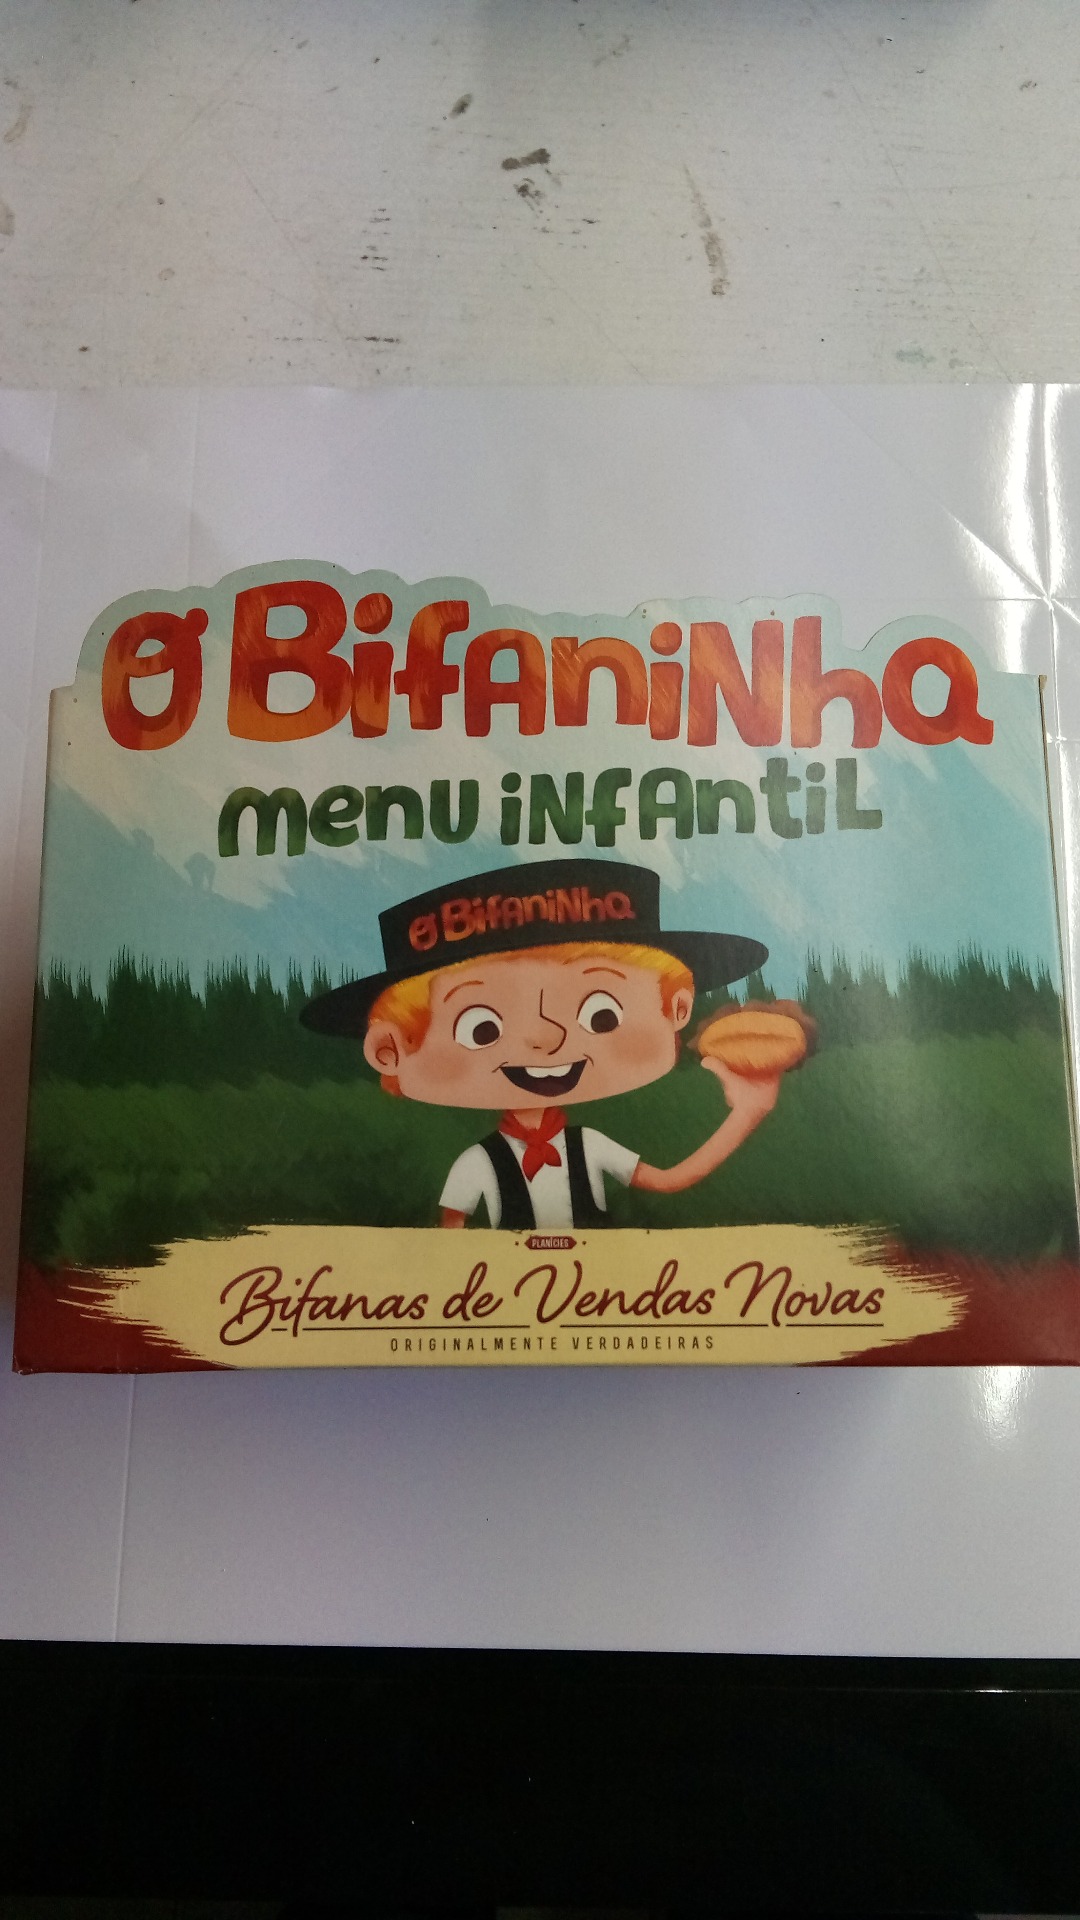 O Bifaninha
menu infantil
O Bifaninha
PLANÍCIES
Bifanas de Vendas Novas
ORIGINALMENTE VERDADEIRAS